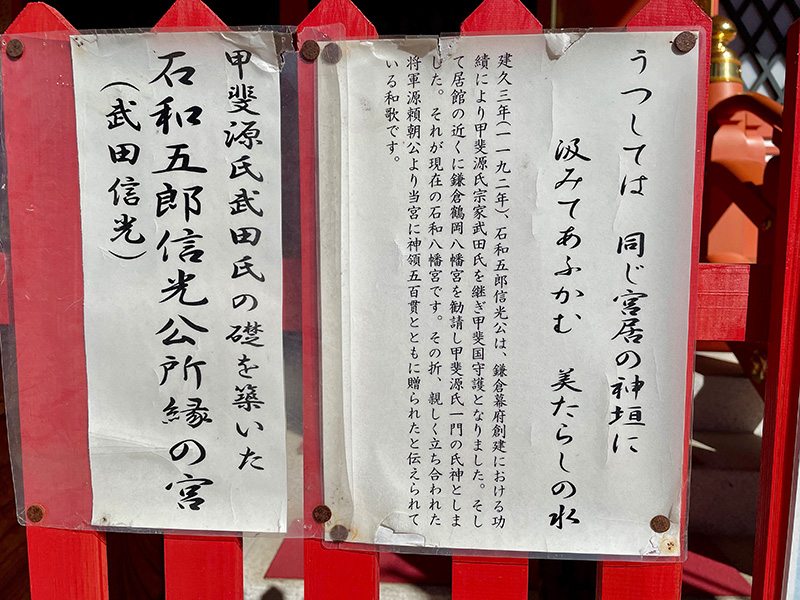 うつしては 同じ宮居の神垣に
汲みてあふかむ 美たらしの水
建久三年(一一九二年)、石和五郎信光公は、鎌倉幕府創建における功
績により甲斐源氏宗家武田氏を継ぎ甲斐国守護となりました。そし
て居館の近くに鎌倉鶴岡八幡宮を勧請し甲斐源氏一門の氏神としま
した。それが現在の石和八幡宮です。その折、親しく立ち合われた
将軍源頼朝公より当宮に神領五百貫とともに贈られたと伝えられて
いる和歌です。
甲斐源氏武田氏の礎を築いた
石和五郎信光公所縁の宮
(武田信光)